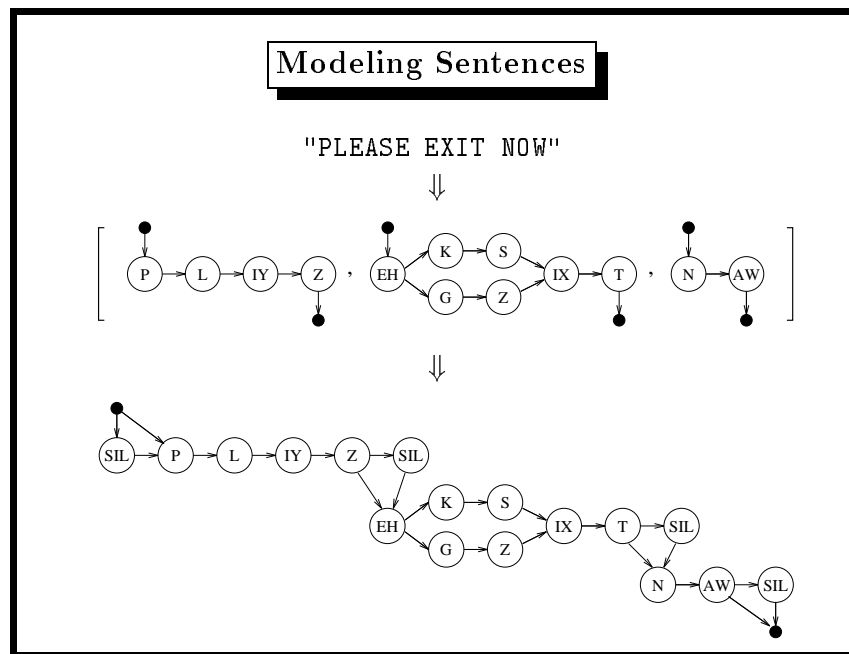 Modeling Sentences
"PLEASE EXIT NOW"
K S
P L IY Z , EH IX T , N AW
G Z
SIL P L IY Z SIL
K S
EH IX T SIL
G Z
N AW SIL